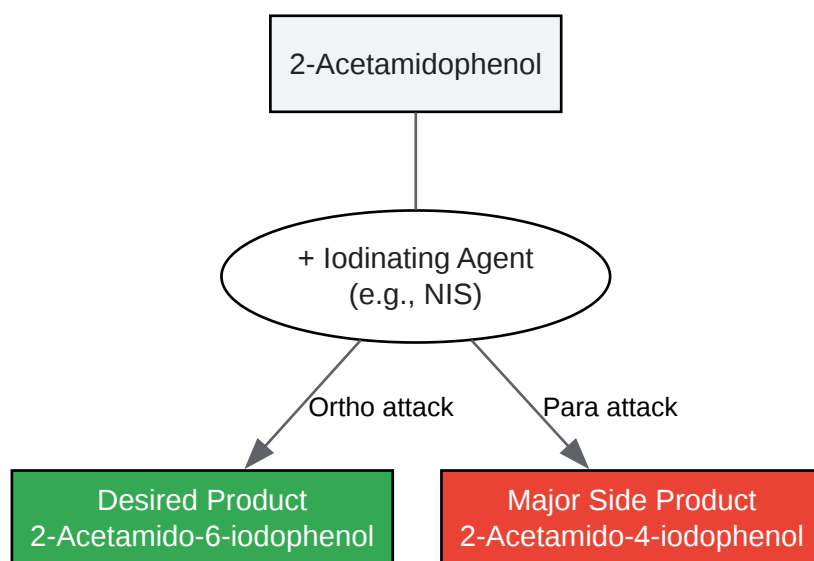 2-Acetamidophenol
+ Iodinating Agent
(e.g., NIS)
Ortho attack
Para attack
Desired Product
2-Acetamido-6-iodophenol
Major Side Product
2-Acetamido-4-iodophenol